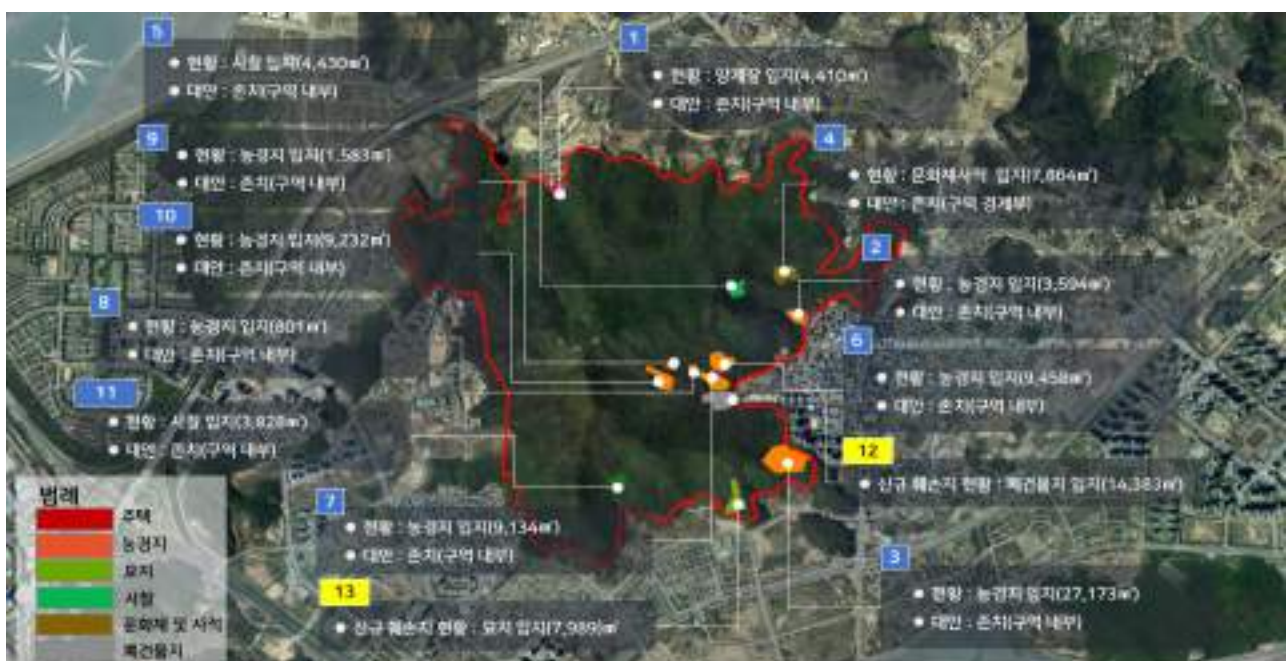 5
● 현황 : 사찰 입지(4,430㎡)
● 대안 : 존치(구역 내부)
1
● 현황 : 양계장 입지(4,410㎡)
● 대안 : 존치(구역 내부)
9
● 현황 : 농경지 입지(1,583㎡)
● 대안 : 존치(구역 내부)
4
● 현황 : 문화재사적 입지(7,864㎡)
● 대안 : 존치(구역 경계부)
10
● 현황 : 농경지 입지(9,232㎡)
● 대안 : 존치(구역 내부)
2
● 현황 : 농경지 입지(3,594㎡)
● 대안 : 존치(구역 내부)
8
● 현황 : 농경지 입지(801㎡)
● 대안 : 존치(구역 내부)
6
● 현황 : 농경지 입지(9,458㎡)
● 대안 : 존치(구역 내부)
11
● 현황 : 사찰 입지(3,828㎡)
● 대안 : 존치(구역 내부)
12
● 신규 훼손지 현황 : 폐건물지 입지(14,383㎡)
7
● 현황 : 농경지 입지(9,134㎡)
● 대안 : 존치(구역 내부)
3
● 현황 : 농경지 입지(27,173㎡)
● 대안 : 존치(구역 내부)
13
● 신규 훼손지 현황 : 묘지 입지(7,989)㎡
범례
주택
농경지
묘지
사찰
문화재 및 사적
폐건물지